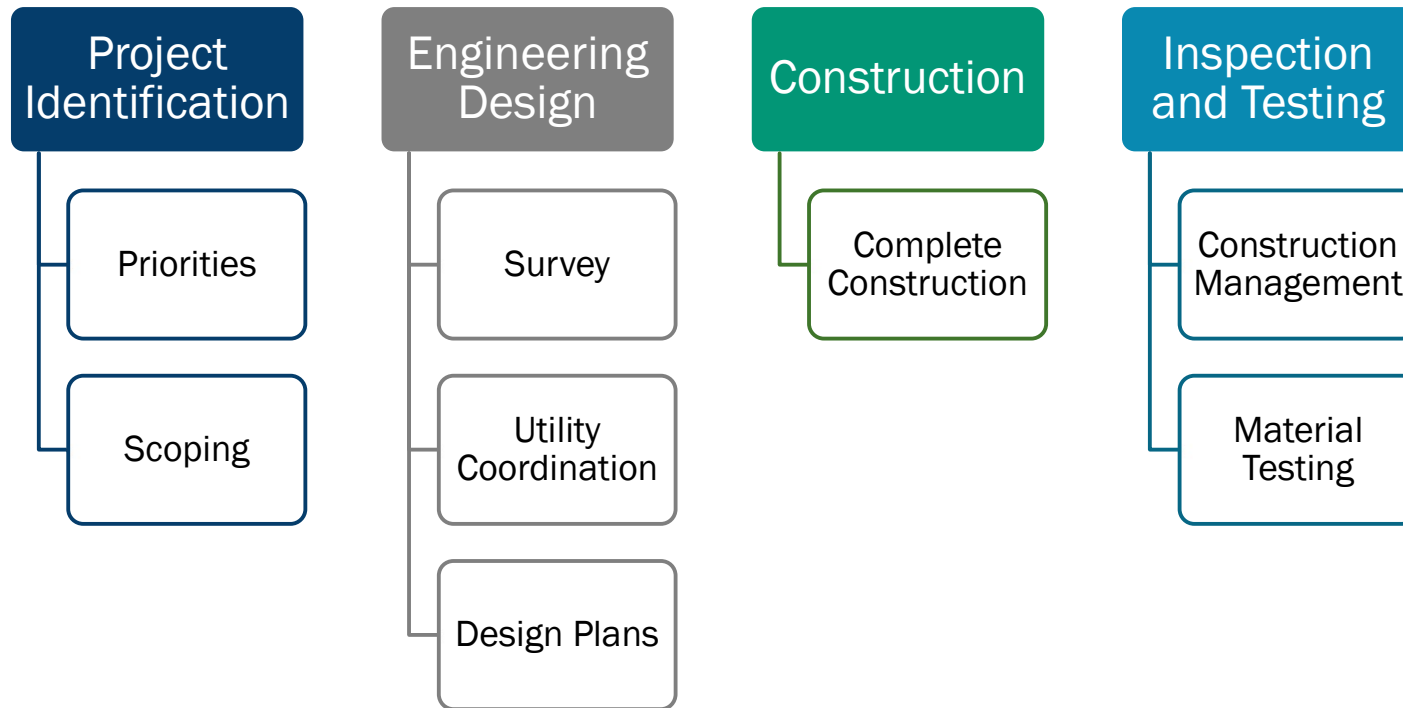 Project
Identification
Priorities
Scoping
Engineering
Design
Survey
Utility
Coordination
Design Plans
Construction
Complete
Construction
Inspection
and Testing
Construction
Management
Material
Testing